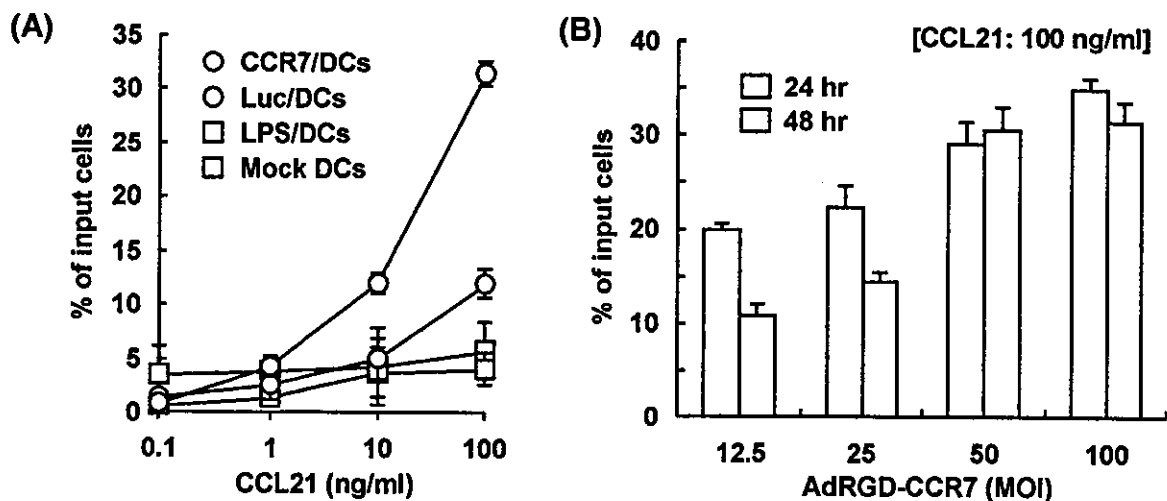 (A)
35
30
25
20
15
10
5
0
% of input cells
CCR7/DCs
Luc/DCs
LPS/DCs
Mock DCs
0.1 1 10 100
CCL21 (ng/ml)
(B)
[CCL21: 100 ng/ml]
40
30
20
10
0
% of input cells
24 hr
48 hr
12.5 25 50 100
AdRGD-CCR7 (MOI)